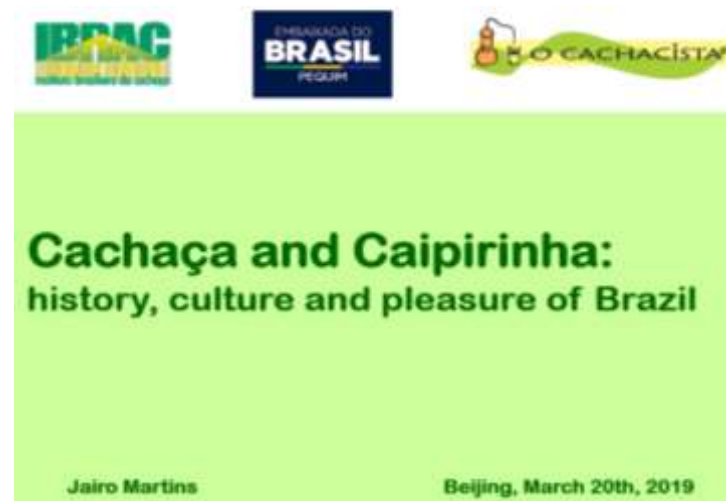 IBRAC
EMBAIXADA DO
BRASIL
PEQUIM
O CACHACISTA
Cachaça and Caipirinha:
history, culture and pleasure of Brazil
Jairo Martins
Beijing, March 20th, 2019